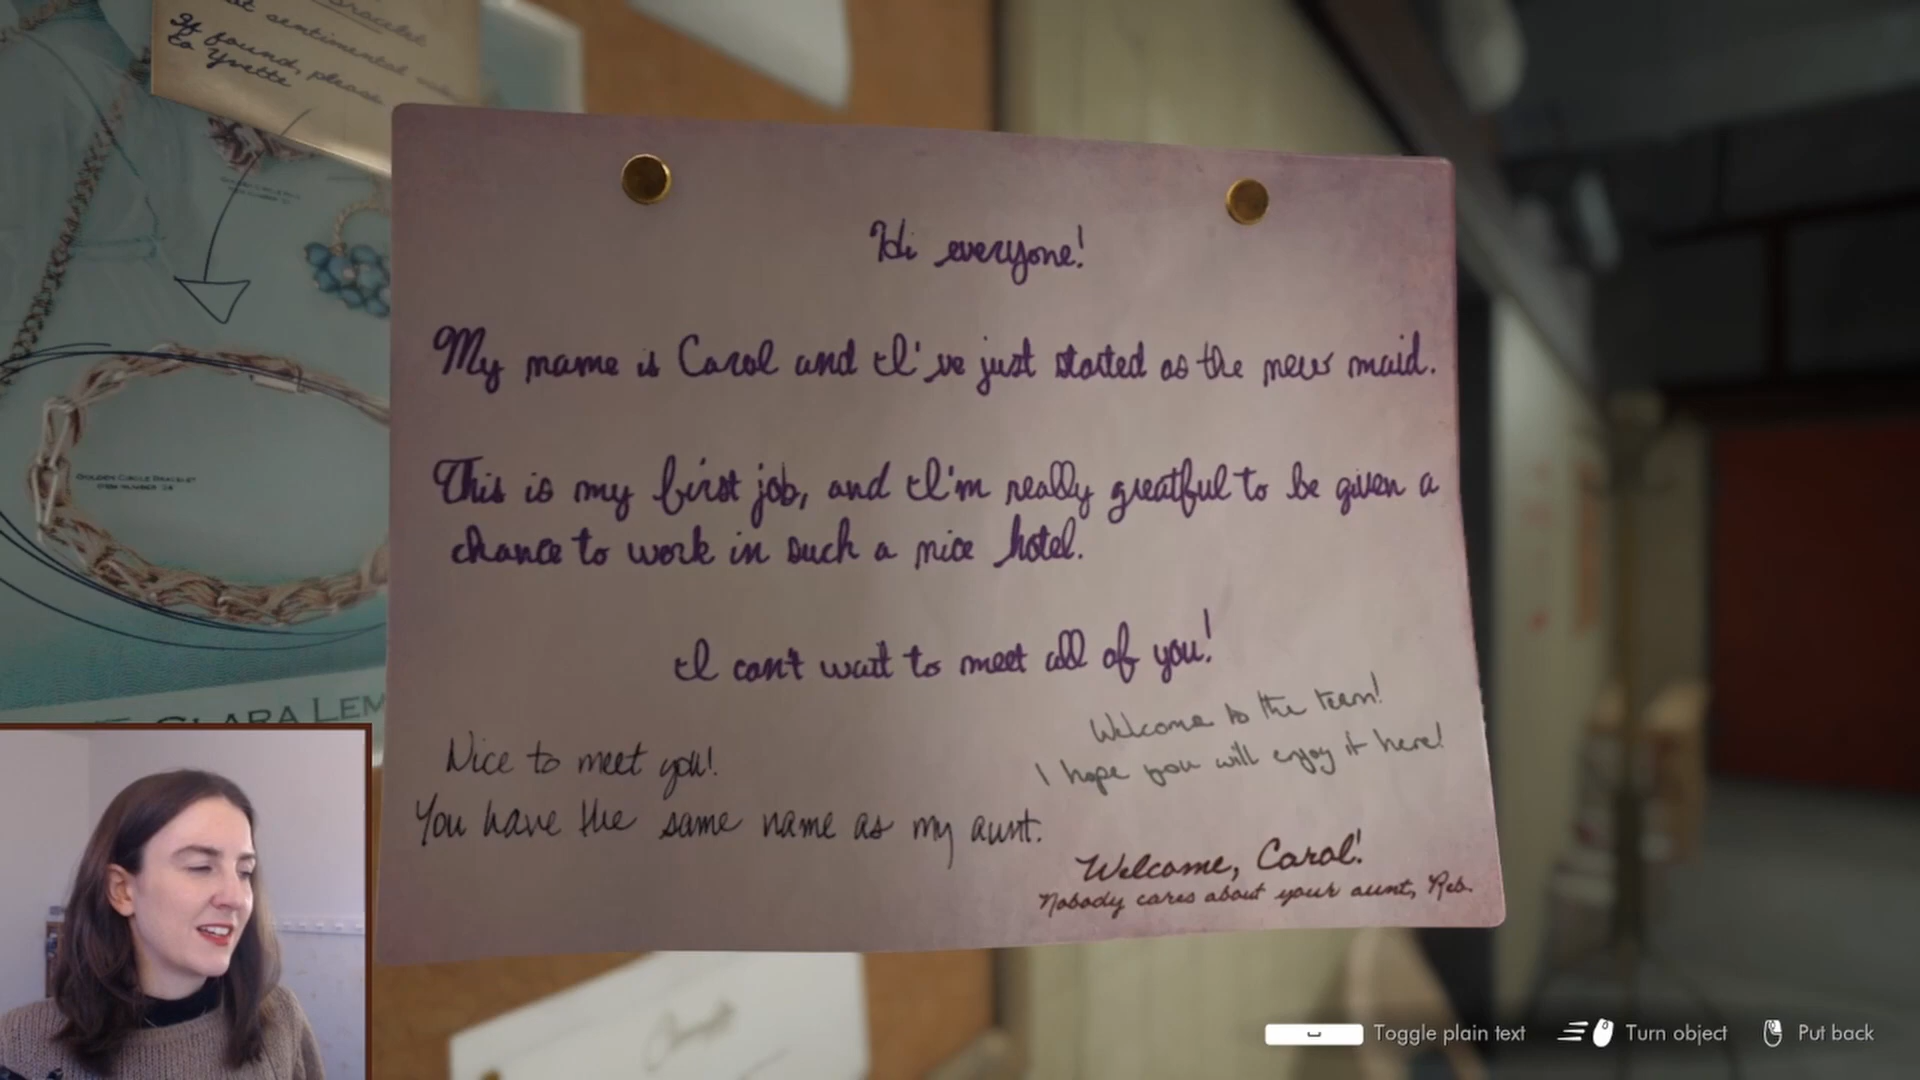 Bracelet
sentimental
If found, please
to Yvette
GOLDEN CIRCLE BRACELET
CLARA LEM
Hi everyone!
My name is Carol and I've just started as the new maid.
This is my first job, and I'm really greatful to be given a
chance to work in such a nice hotel.
I can't wait to meet all of you!
Welcome to the team!
I hope you will enjoy it here!
Nice to meet you!
You have the same name as my aunt.
Welcome, Carol!
Nobody cares about your aunt, Reb.
Toggle plain text
Turn object
Put back